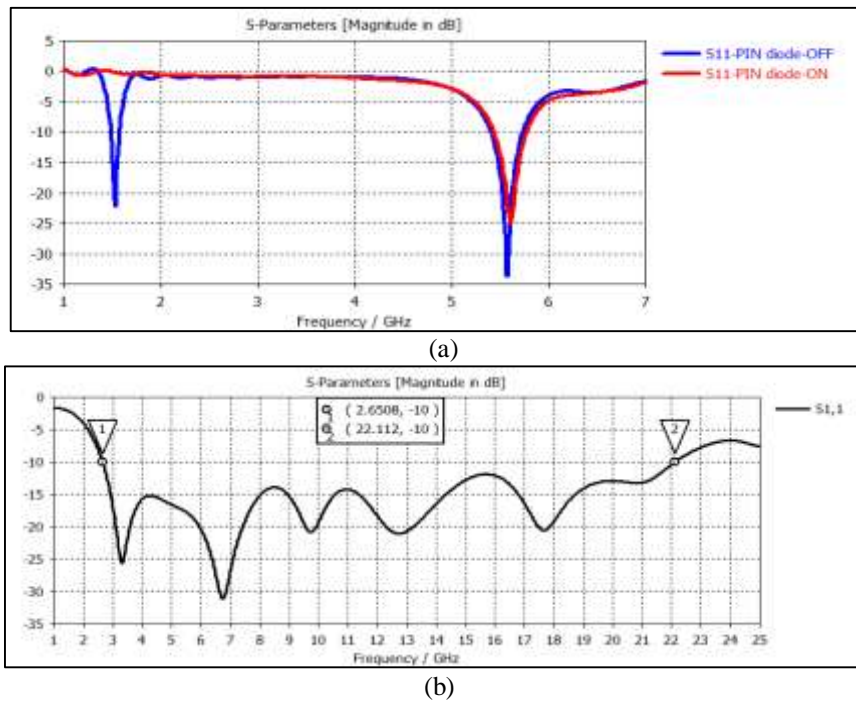 S-Parameters [Magnitude in dB]
5
0
-5
-10
-15
-20
-25
-30
-35
1 2 3 4 5 6 7
Frequency / GHz
S11-PIN diode-OFF
S11-PIN diode-ON
(a)
S-Parameters [Magnitude in dB]
0
-5
-10
-15
-20
-25
-30
-35
1 ( 2.6508, -10 )
2 ( 22.112, -10 )
1
2
1 2 3 4 5 6 7 8 9 10 11 12 13 14 15 16 17 18 19 20 21 22 23 24 25
Frequency / GHz
S1,1
(b)